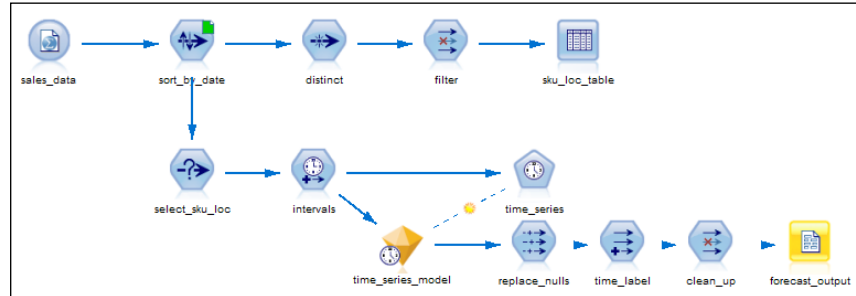 sales_data
sort_by_date
distinct
filter
sku_loc_table
select_sku_loc
intervals
time_series
time_series_model
replace_nulls
time_label
clean_up
forecast_output